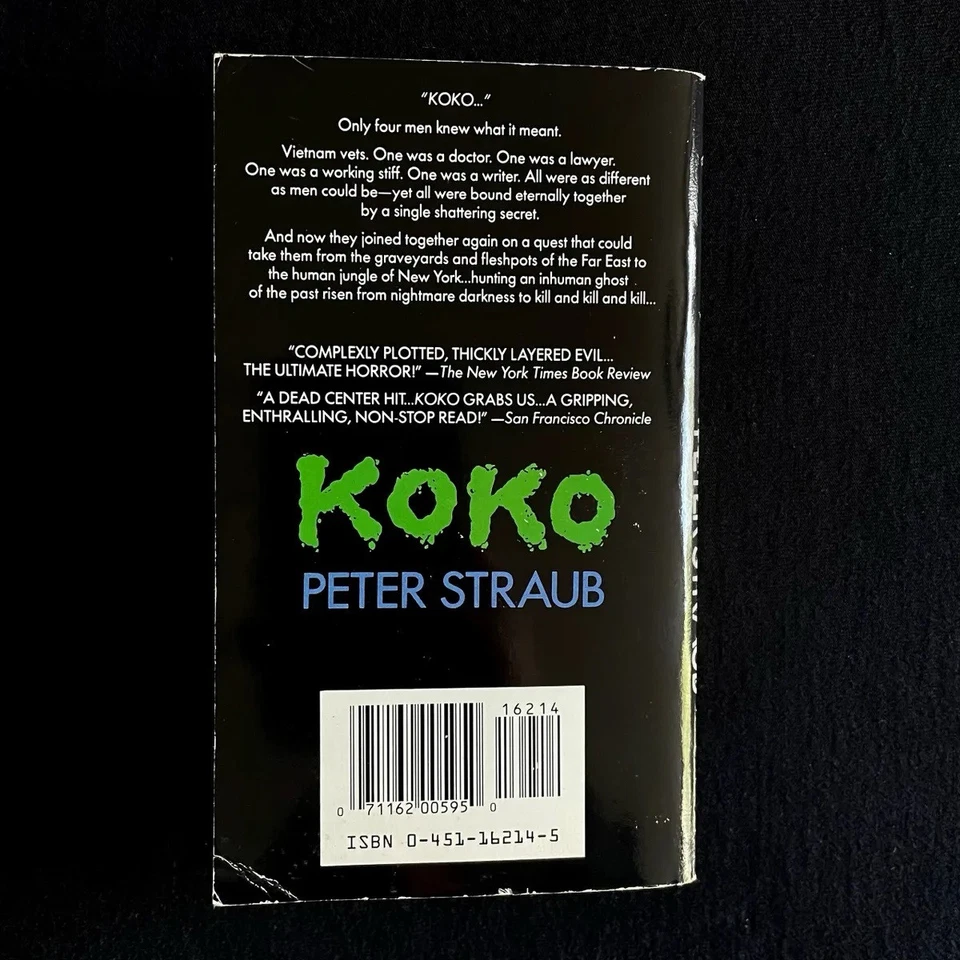 “KOKO...”
Only four men knew what it meant.
Vietnam vets. One was a doctor. One was a lawyer.
One was a working stiff. One was a writer. All were as different
as men could be—yet all were bound eternally together
by a single shattering secret.
And now they joined together again on a quest that could
take them from the graveyards and fleshpots of the Far East to
the human jungle of New York...hunting an inhuman ghost
of the past risen from nightmare darkness to kill and kill and kill...
“COMPLEXLY PLOTTED, THICKLY LAYERED EVIL...
THE ULTIMATE HORROR!” —The New York Times Book Review
“A DEAD CENTER HIT...KOKO GRABS US...A GRIPPING,
ENTHRALLING, NON-STOP READ!” —San Francisco Chronicle
KOKO
PETER STRAUB
16214
0 71162 00595 0
ISBN 0-451-16214-5
PETER STRAUB